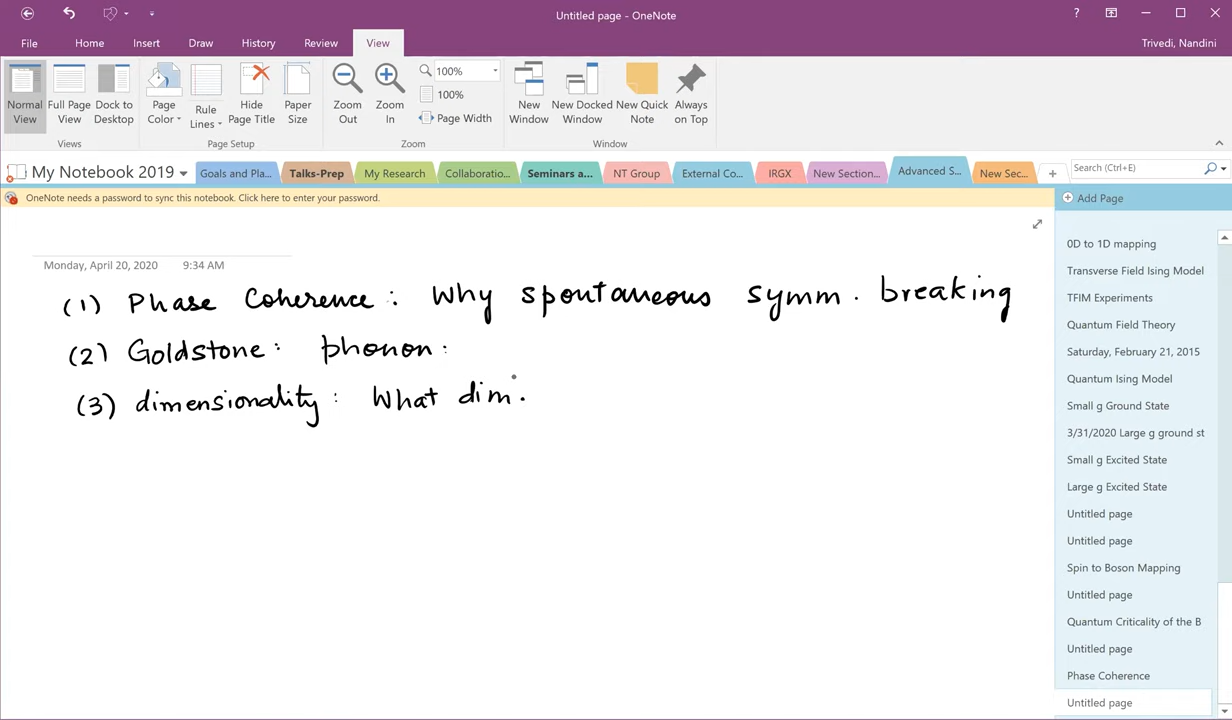 Untitled page - OneNote
?
File Home Insert Draw History Review View Trivedi, Nandini
Normal View
Full Page View
Dock to Desktop
Page Color
Rule Lines
Hide Page Title
Paper Size
Zoom Out
Zoom In
100%
100%
Page Width
New Window
New Docked Window
New Quick Note
Always on Top
Views Page Setup Zoom Window
My Notebook 2019 Goals and Pla... Talks-Prep My Research Collaboratio... Seminars a... NT Group External Co... IRGX New Section... Advanced S... New Sec... Search (Ctrl+E)
OneNote needs a password to sync this notebook. Click here to enter your password.
Monday, April 20, 2020 9:34 AM
(1) Phase Coherence: Why spontaneous symm. breaking
(2) Goldstone: phonon:
(3) dimensionality: What dim.
Add Page
0D to 1D mapping
Transverse Field Ising Model
TFIM Experiments
Quantum Field Theory
Saturday, February 21, 2015
Quantum Ising Model
Small g Ground State
3/31/2020 Large g ground st
Small g Excited State
Large g Excited State
Untitled page
Untitled page
Spin to Boson Mapping
Untitled page
Quantum Criticality of the B
Untitled page
Phase Coherence
Untitled page